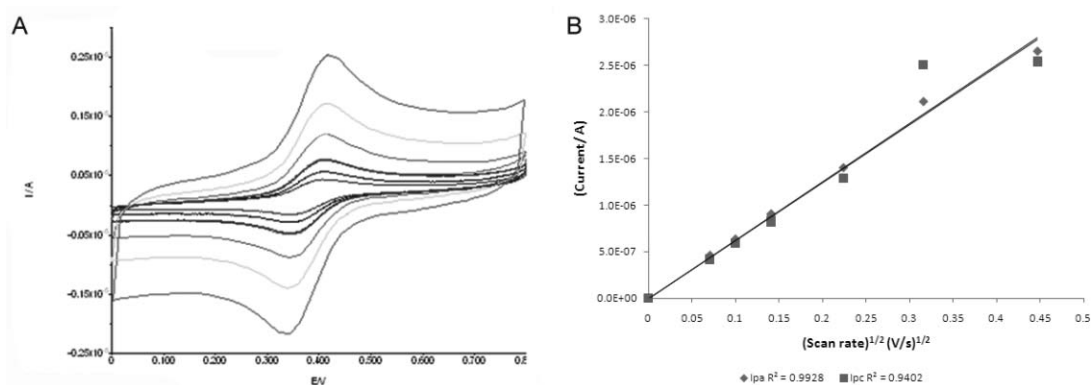 A
0.25x10
0.15x10
0.05x10
-0.05x10
-0.15x10
-0.25x10
I/A
0 0.100 0.200 0.300 0.400 0.500 0.600 0.700
E/V
B
3.0E-06
2.5E-06
2.0E-06
1.5E-06
1.0E-06
5.0E-07
0.0E+00
(Current/ A)
0 0.05 0.1 0.15 0.2 0.25 0.3 0.35 0.4 0.45 0.5
(Scan rate)^1/2 (V/s)^1/2
Ipa R² = 0.9928 Ipc R² = 0.9402